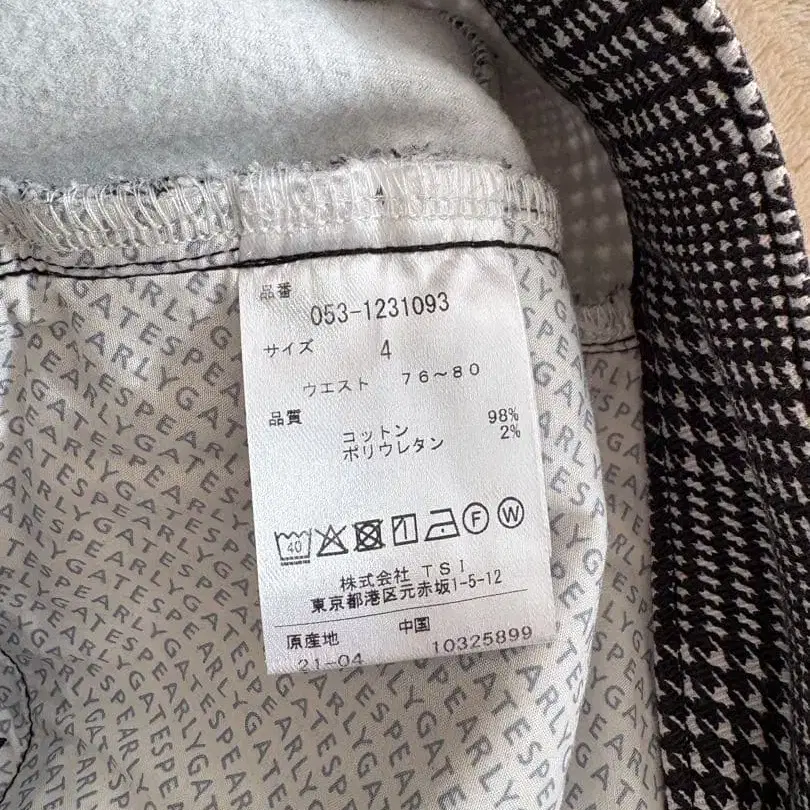 品番
053-1231093
サイズ 4
ウエスト 76～80
品質
コットン 98%
ポリウレタン 2%
40 F W
株式会社 TSI
東京都港区元赤坂1-5-12
原産地 中国
21-04 10325899
PEARLYGATES